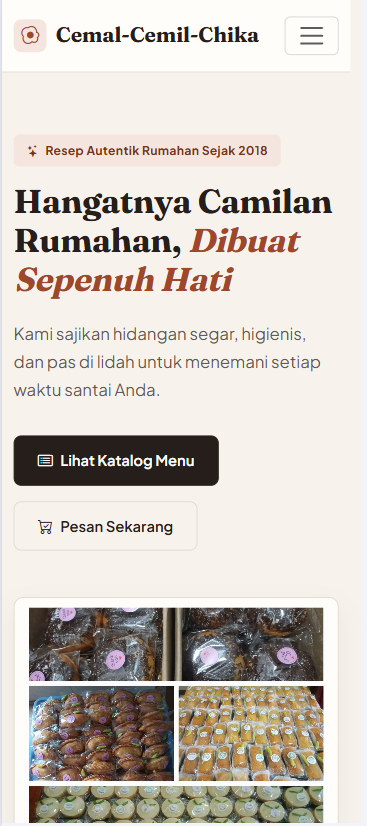 Cemal-Cemil-Chika
Resep Autentik Rumahan Sejak 2018
Hangatnya Camilan
Rumahan, Dibuat
Sepenuh Hati
Kami sajikan hidangan segar, higienis,
dan pas di lidah untuk menemani setiap
waktu santai Anda.
Lihat Katalog Menu
Pesan Sekarang